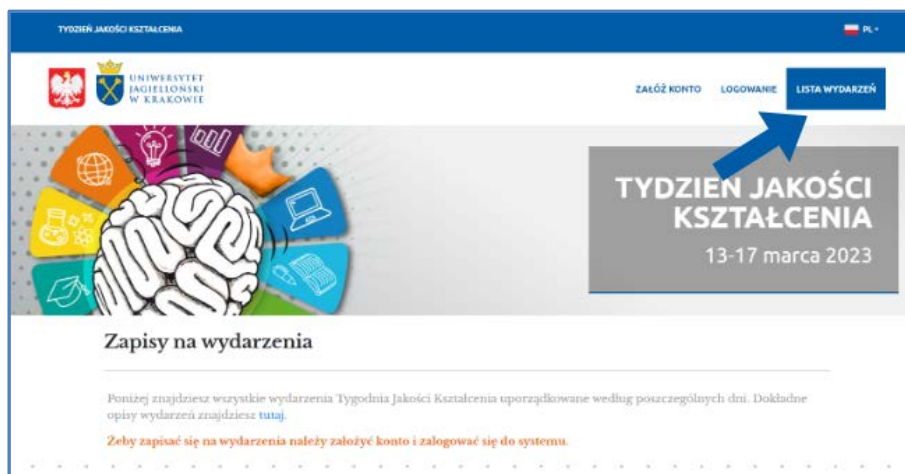 TYDZIEŃ JAKOŚCI KSZTAŁCENIA
PL
UNIWERSYTET
JAGIELLOŃSKI
W KRAKOWIE
ZAŁÓŻ KONTO LOGOWANIE LISTA WYDARZEŃ
TYDZIEŃ JAKOŚCI
KSZTAŁCENIA
13-17 marca 2023
Zapisy na wydarzenia
Poniżej znajdziesz wszystkie wydarzenia Tygodnia Jakości Kształcenia uporządkowane według poszczególnych dni. Dokładne
opisy wydarzeń znajdziesz tutaj.
Żeby zapisać się na wydarzenia należy założyć konto i zalogować się do systemu.